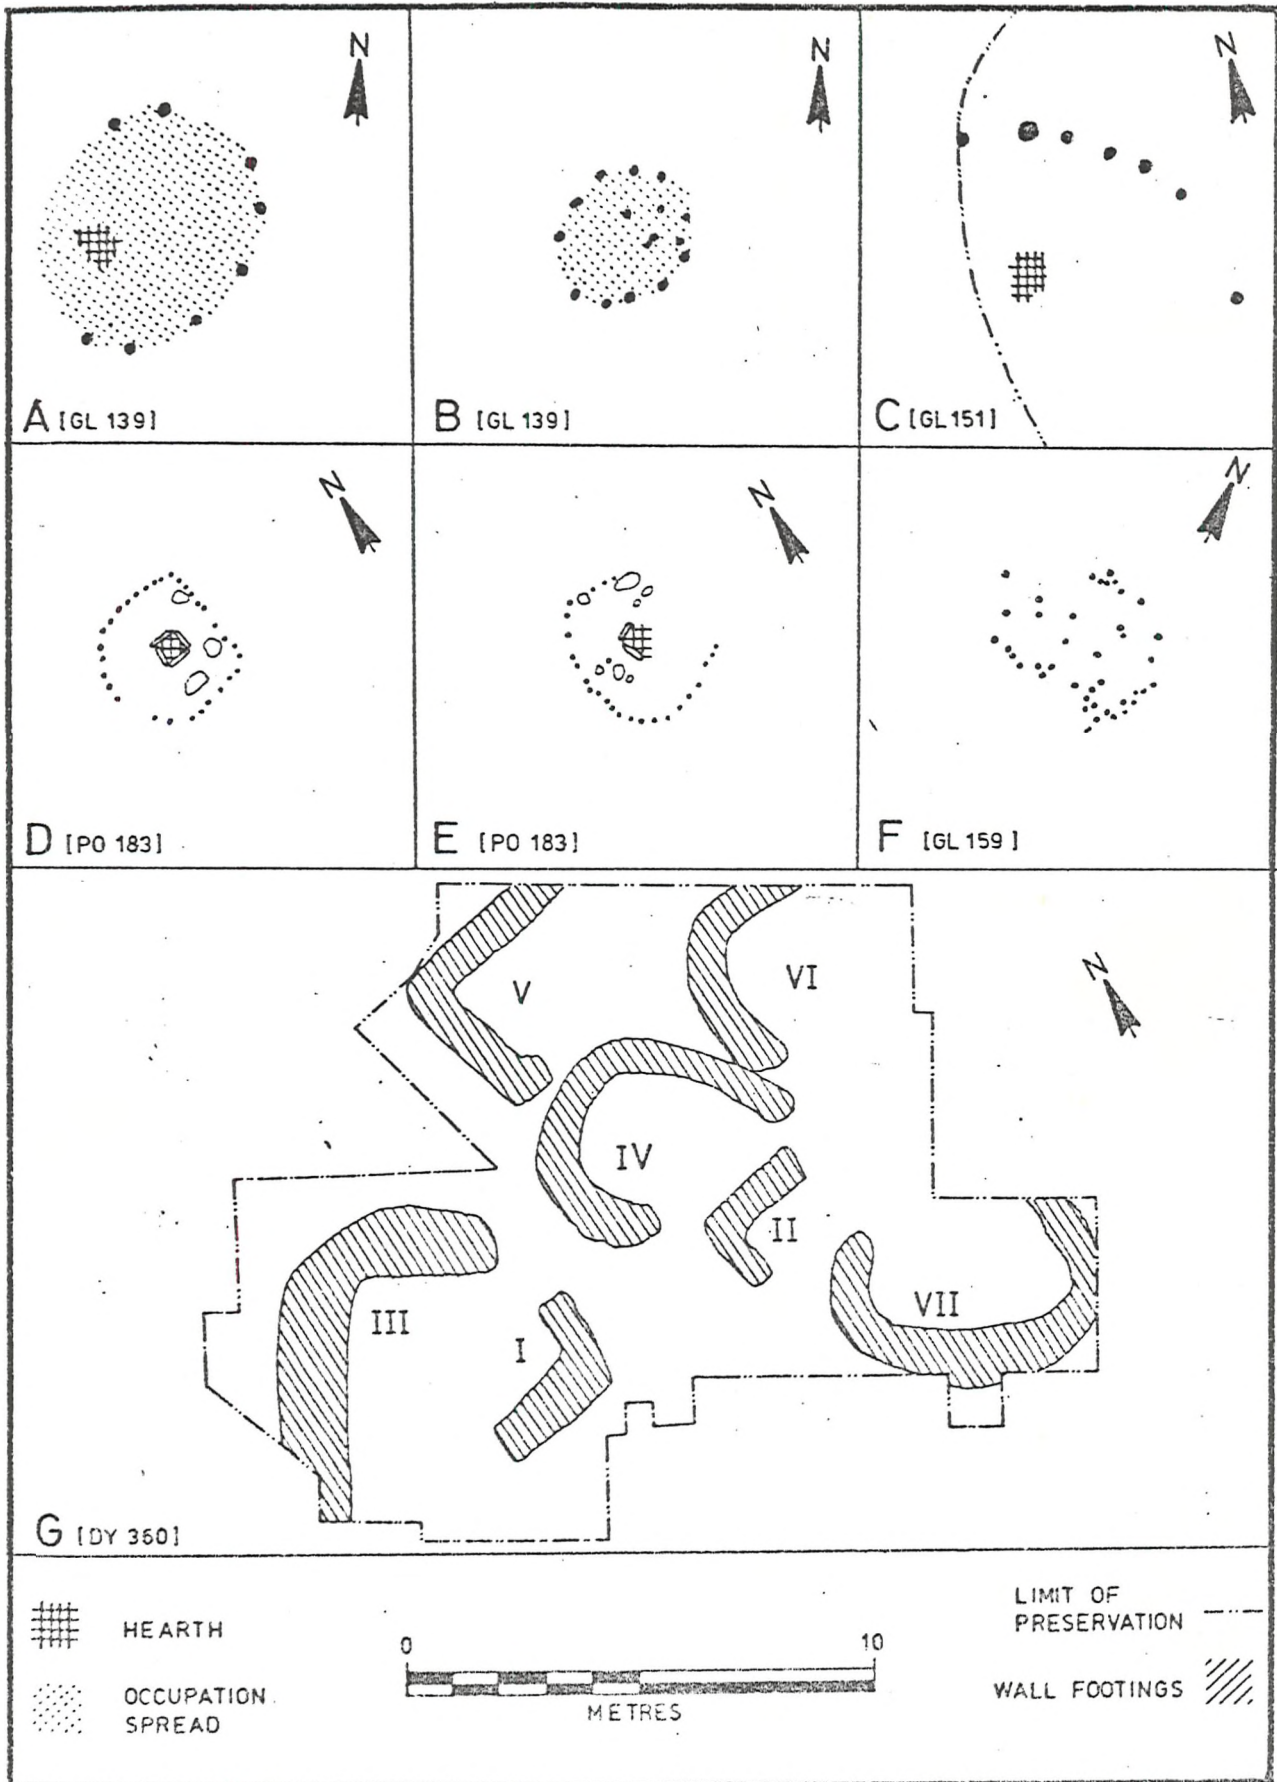 N
N
N
A [GL 139]
B [GL 139]
C [GL 151]
N
N
N
D [PO 183]
E [PO 183]
F [GL 159]
N
V
VI
IV
II
VII
III
I
G [DY 360]
HEARTH
OCCUPATION
SPREAD
0 10
METRES
LIMIT OF
PRESERVATION
WALL FOOTINGS